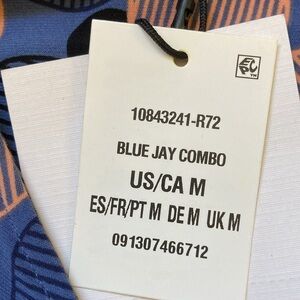 10843241-R72
BLUE JAY COMBO
US/CA M
ES/FR/PT M DE M UK M
091307466712